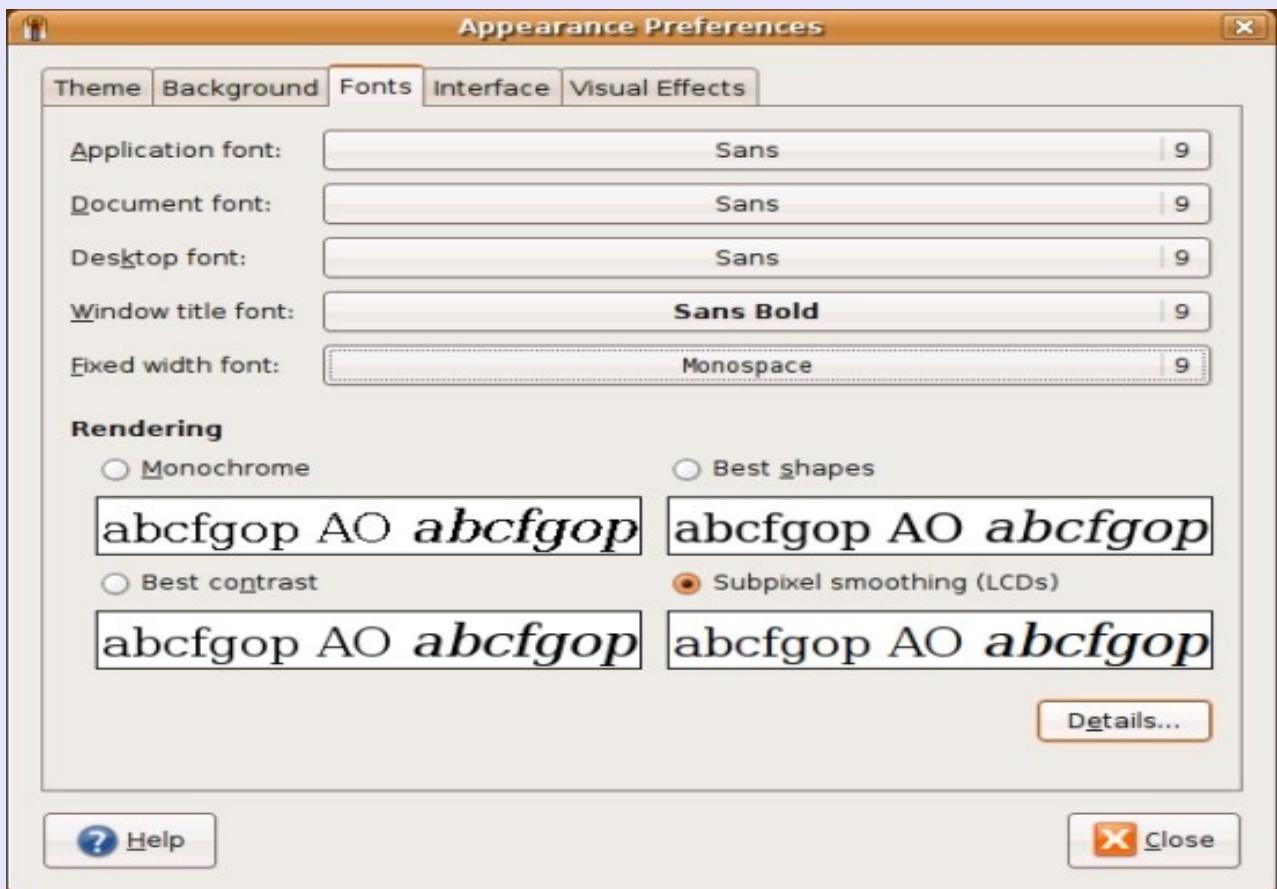 Appearance Preferences
Theme Background Fonts Interface Visual Effects
Application font: Sans 9
Document font: Sans 9
Desktop font: Sans 9
Window title font: Sans Bold 9
Fixed width font: Monospace 9
Rendering
Monochrome Best shapes
abcfgop AO abcfgop abcfgop AO abcfgop
Best contrast Subpixel smoothing (LCDs)
abcfgop AO abcfgop abcfgop AO abcfgop
Details...
Help Close